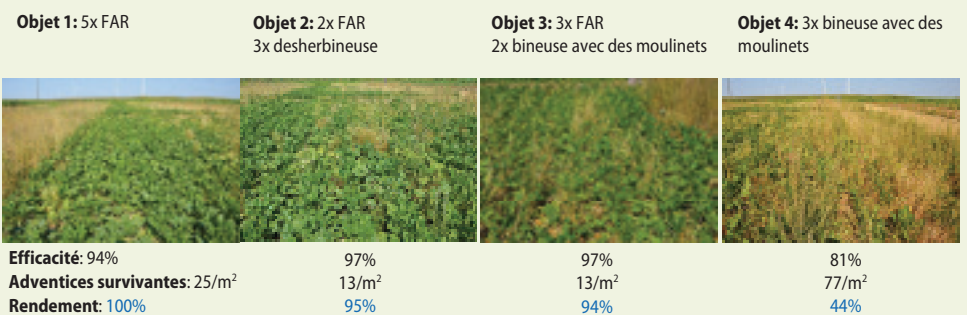 Objet 1: 5x FAR
Objet 2: 2x FAR
3x desherbineuse
Objet 3: 3x FAR
2x bineuse avec des moulinets
Objet 4: 3x bineuse avec des
moulinets
Efficacité: 94%
97%
97%
81%
Adventices survivantes: 25/m²
13/m²
13/m²
77/m²
Rendement: 100%
95%
94%
44%